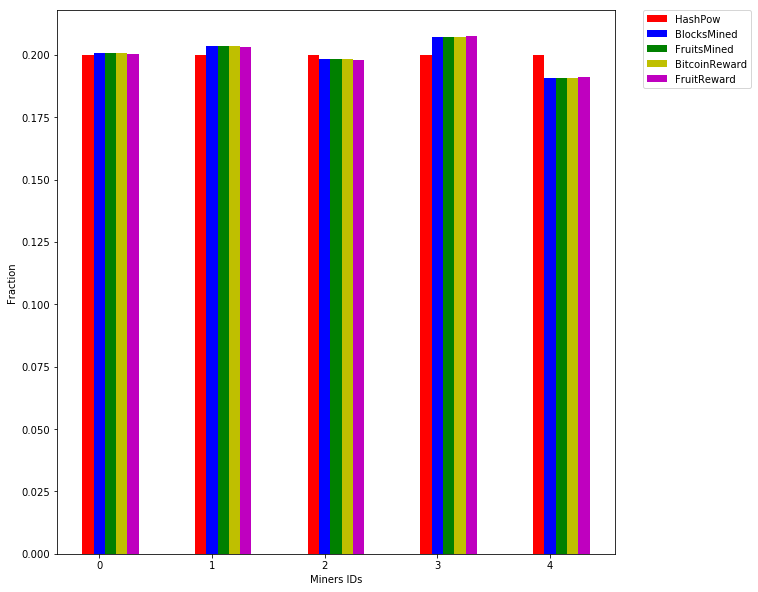 HashPow
BlocksMined
FruitsMined
BitcoinReward
FruitReward
0.200
0.175
0.150
0.125
0.100
0.075
0.050
0.025
0.000
Fraction
0 1 2 3 4
Miners IDs